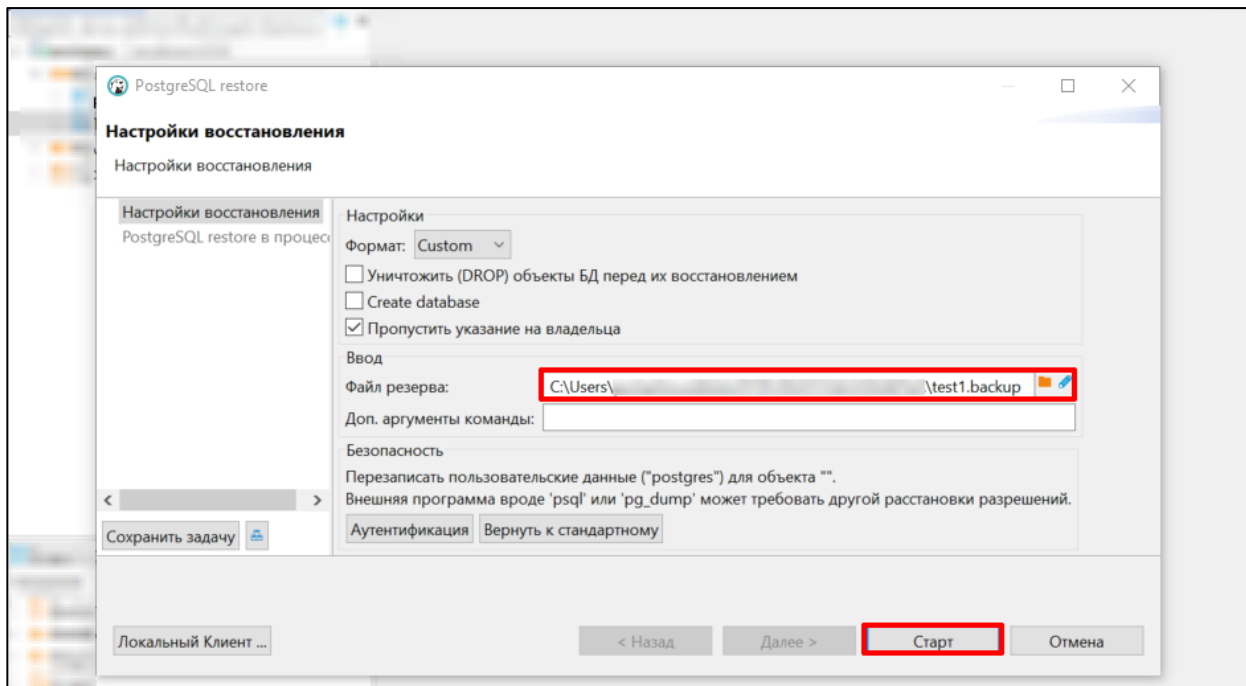 PostgreSQL restore
Настройки восстановления
Настройки восстановления
Настройки восстановления
PostgreSQL restore в процес
Настройки
Формат: Custom
Уничтожить (DROP) объекты БД перед их восстановлением
Create database
Пропустить указание на владельца
Ввод
Файл резерва: C:\Users\ \test1.backup
Доп. аргументы команды:
Безопасность
Перезаписать пользовательские данные ("postgres") для объекта "".
Внешняя программа вроде 'psql' или 'pg_dump' может требовать другой расстановки разрешений.
Аутентификация Вернуть к стандартному
Сохранить задачу
Локальный Клиент ... < Назад Далее > Старт Отмена